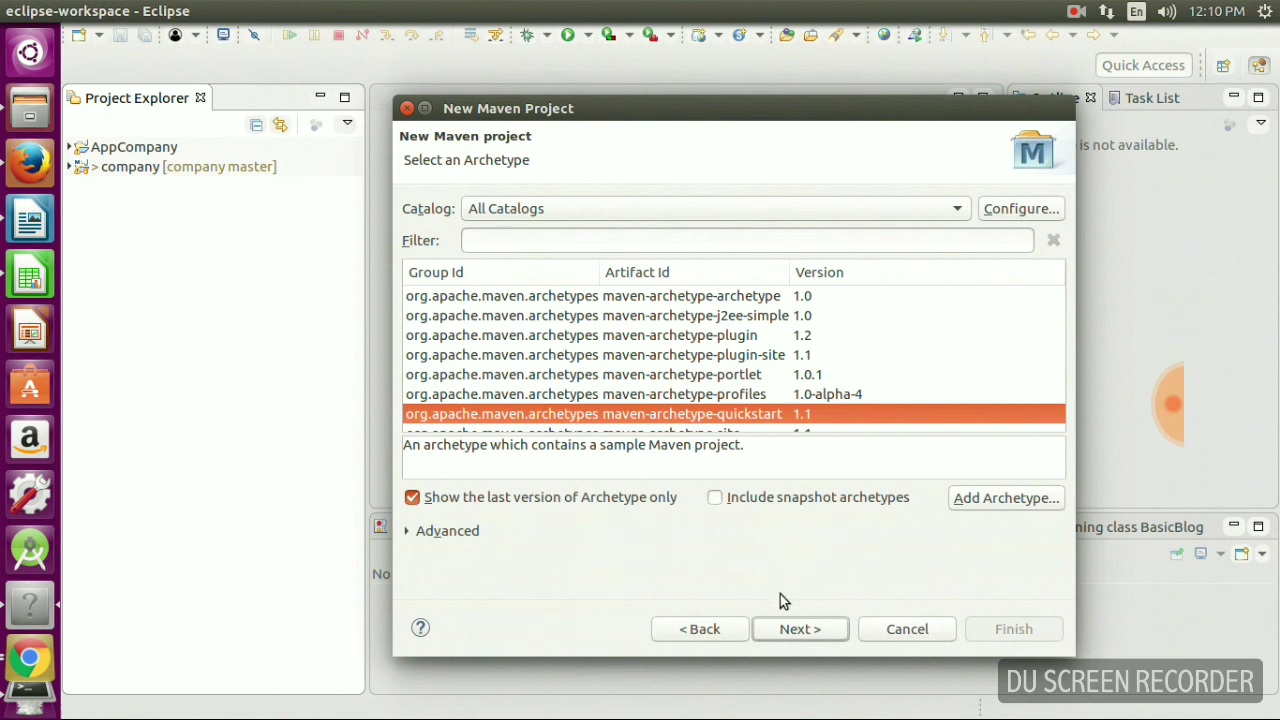 eclipse-workspace - Eclipse
En
12:10 PM
Quick Access
Project Explorer
AppCompany
> company [company master]
Task List
is not available.
New Maven Project
New Maven project
Select an Archetype
M
Catalog: All Catalogs Configure...
Filter:
Group Id Artifact Id Version
org.apache.maven.archetypes maven-archetype-archetype 1.0
org.apache.maven.archetypes maven-archetype-j2ee-simple 1.0
org.apache.maven.archetypes maven-archetype-plugin 1.2
org.apache.maven.archetypes maven-archetype-plugin-site 1.1
org.apache.maven.archetypes maven-archetype-portlet 1.0.1
org.apache.maven.archetypes maven-archetype-profiles 1.0-alpha-4
org.apache.maven.archetypes maven-archetype-quickstart 1.1
An archetype which contains a sample Maven project.
Show the last version of Archetype only Include snapshot archetypes Add Archetype...
Advanced
ning class BasicBlog
No
< Back Next > Cancel Finish
DU SCREEN RECORDER